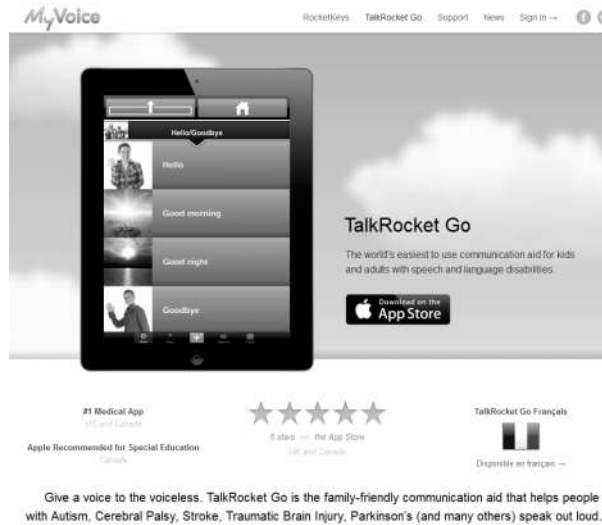 MyVoice
RocketKeys TalkRocket Go Support News Sign In →
Hello/Goodbye
Hello
Good morning
Good night
Goodbye
TalkRocket Go
The world's easiest to use communication aid for kids
and adults with speech and language disabilities.
Download on the
App Store
#1 Medical App
US and Canada
Apple Recommended for Special Education
Canada
5 stars on the App Store
UK and Canada
TalkRocket Go Français
Disponible en français →
Give a voice to the voiceless. TalkRocket Go is the family-friendly communication aid that helps people
with Autism, Cerebral Palsy, Stroke, Traumatic Brain Injury, Parkinson's (and many others) speak out loud.